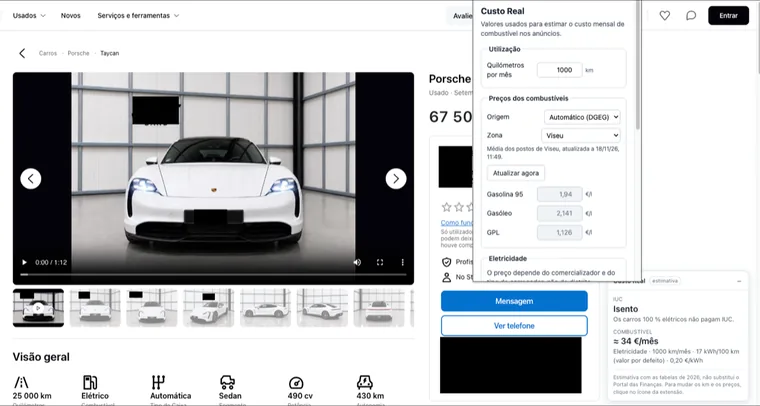 Usados
Novos
Serviços e ferramentas
Avalie
Entrar
Carros
Porsche
Taycan
0:00 / 1:12
Visão geral
25 000 km
Elétrico
Automática
Sedan
490 cv
430 km
Porsche
Usado
67 50
Como
Mensagem
Ver telefone
Custo Real
Valores usados para estimar o custo mensal de
combustível nos anúncios.
Utilização
Quilómetros
por mês
1000 km
Preços dos combustíveis
Origem
Automático (DGEG)
Zona
Viseu
Média dos postos de Viseu, atualizada a 18/11/26,
11:49.
Atualizar agora
Gasolina 95
1,94 €/l
Gasóleo
2,141 €/l
GPL
1,126 €/l
Eletricidade
O preço depende do comercializador e do
estimativa
IUC
Isento
Os carros 100 % elétricos não pagam IUC.
COMBUSTÍVEL
≈ 34 €/mês
Eletricidade · 1000 km/mês · 17 kWh/100 km
(valor por defeito) · 0,20 €/kWh
Estimativa com as tabelas de 2026, não substitui o
Portal das Finanças. Para mudar os km e os preços,
clique no ícone da extensão.